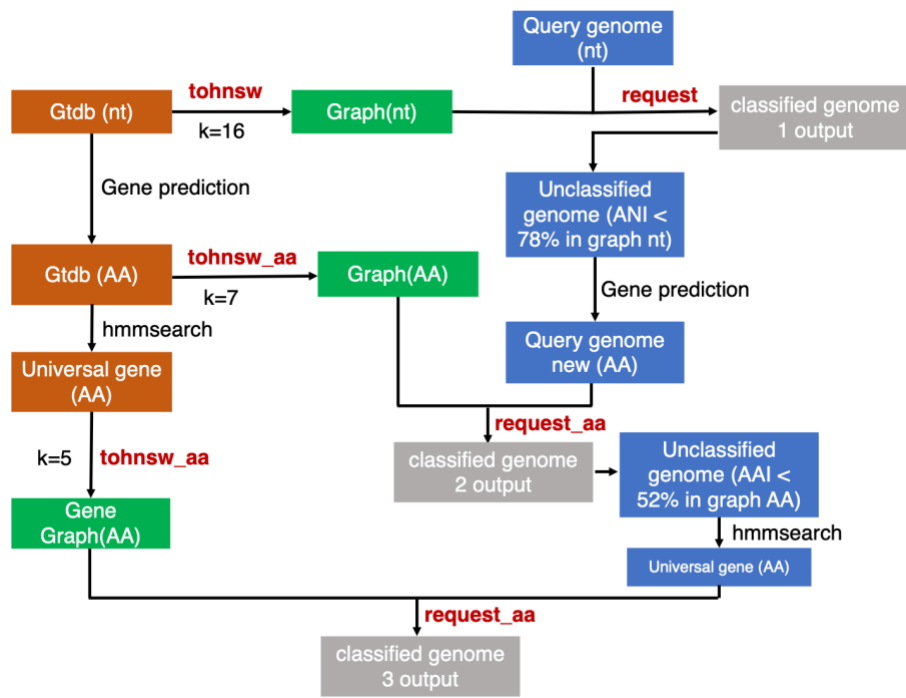 Query genome
(nt)
tohnsw
request
Gtdb (nt)
Graph(nt)
classified genome
1 output
k=16
Gene prediction
Unclassified
genome (ANI <
78% in graph nt)
tohnsw_aa
Gtdb (AA)
Graph(AA)
k=7
Gene prediction
hmmsearch
Query genome
new (AA)
Universal gene
(AA)
request_aa
k=5
tohnsw_aa
classified genome
2 output
Unclassified
genome (AAI <
52% in graph AA)
Gene
Graph(AA)
hmmsearch
Universal gene (AA)
request_aa
classified genome
3 output